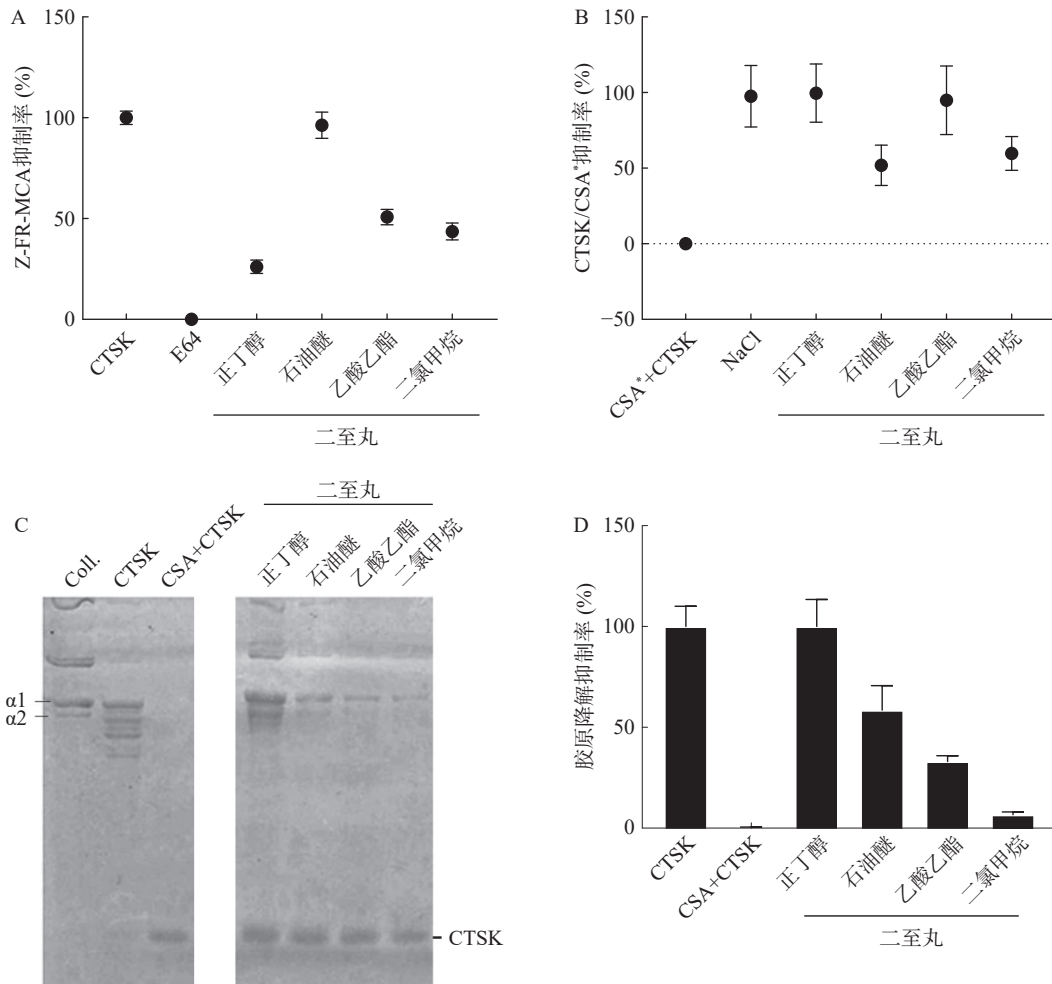 A
150
100
50
0
Z-FR-MCA抑制率 (%)
CTSK
E64
正丁醇
石油醚
乙酸乙酯
二氯甲烷
二至丸
B
150
100
50
0
−50
CTSK/CSA*抑制率 (%)
CSA*+CTSK
NaCl
正丁醇
石油醚
乙酸乙酯
二氯甲烷
二至丸
C
二至丸
Coll.
CTSK
CSA+CTSK
正丁醇
石油醚
乙酸乙酯
二氯甲烷
α1
α2
CTSK
D
150
100
50
0
胶原降解抑制率 (%)
CTSK
CSA+CTSK
正丁醇
石油醚
乙酸乙酯
二氯甲烷
二至丸